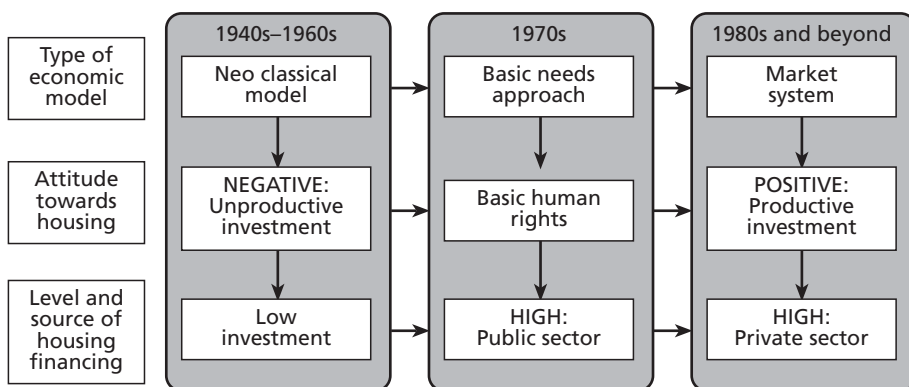 1940s–1960s
1970s
1980s and beyond
Type of
economic
model
Neo classical
model
Basic needs
approach
Market
system
Attitude
towards
housing
NEGATIVE:
Unproductive
investment
Basic human
rights
POSITIVE:
Productive
investment
Level and
source of
housing
financing
Low
investment
HIGH:
Public sector
HIGH:
Private sector